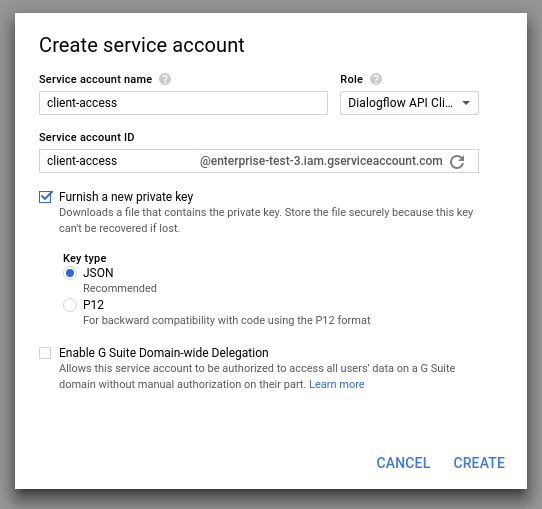 Create service account
Service account name ?
Role ?
client-access
Dialogflow API Cli...
Service account ID
client-access @enterprise-test-3.iam.gserviceaccount.com
Furnish a new private key
Downloads a file that contains the private key. Store the file securely because this key
can't be recovered if lost.
Key type
JSON
Recommended
P12
For backward compatibility with code using the P12 format
Enable G Suite Domain-wide Delegation
Allows this service account to be authorized to access all users' data on a G Suite
domain without manual authorization on their part. Learn more
CANCEL CREATE